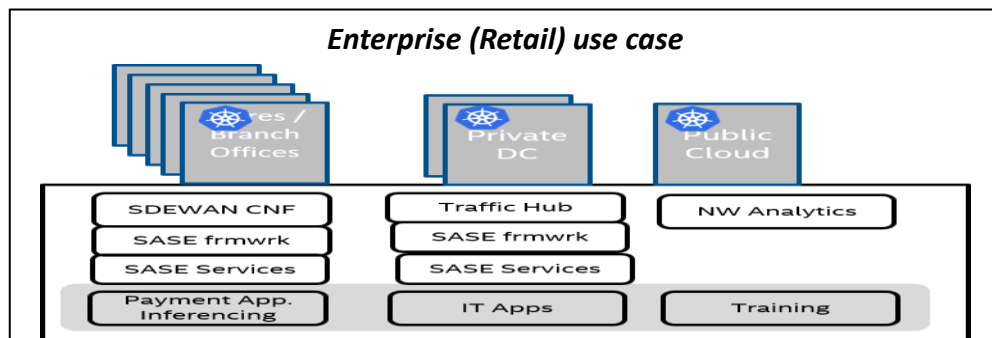 Enterprise (Retail) use case
res /
Branch
Offices
Private
DC
Public
Cloud
SDEWAN CNF
SASE frmwrk
SASE Services
Traffic Hub
SASE frmwrk
SASE Services
NW Analytics
Payment App.
Inferencing
IT Apps
Training